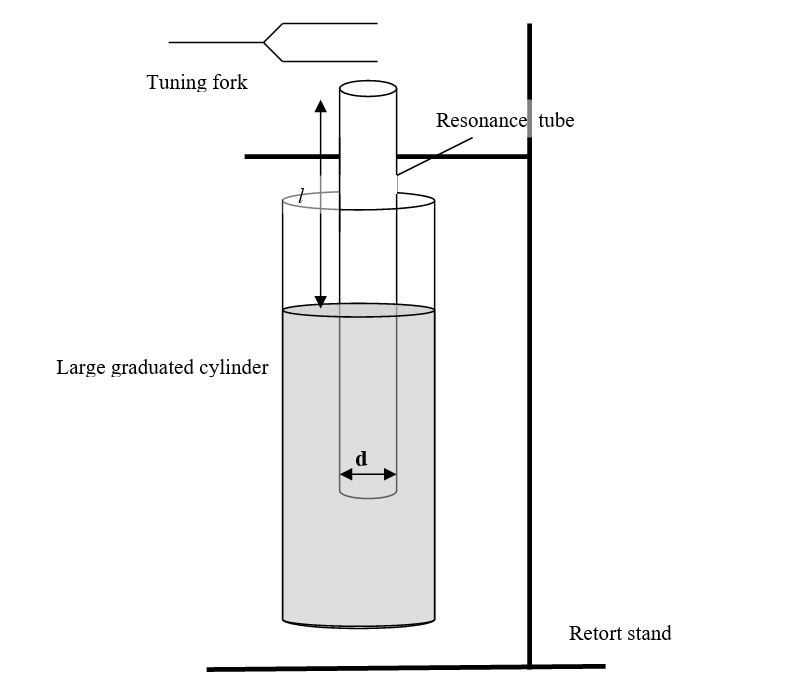 Tuning fork
Resonance tube
l
Large graduated cylinder
d
Retort stand